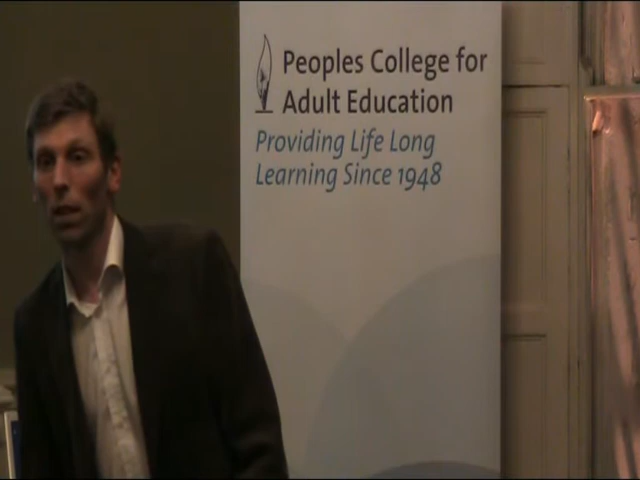 Peoples College for
Adult Education
Providing Life Long
Learning Since 1948